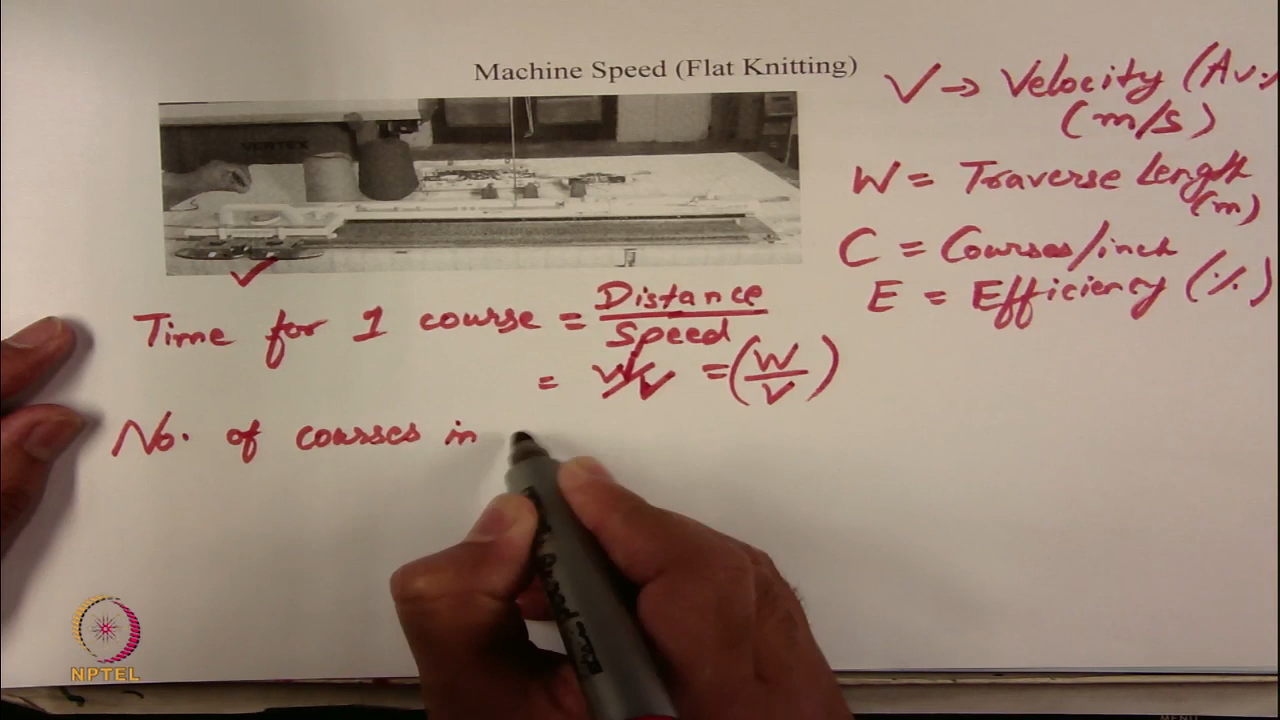 Machine Speed (Flat Knitting)
VERTEX
V → Velocity (Av.)
(m/s)
W = Traverse Length
(m)
C = Courses/inch
E = Efficiency (%)
Time for 1 course = Distance
Speed
= W/V = (W
V)
No. of courses in
NPTEL